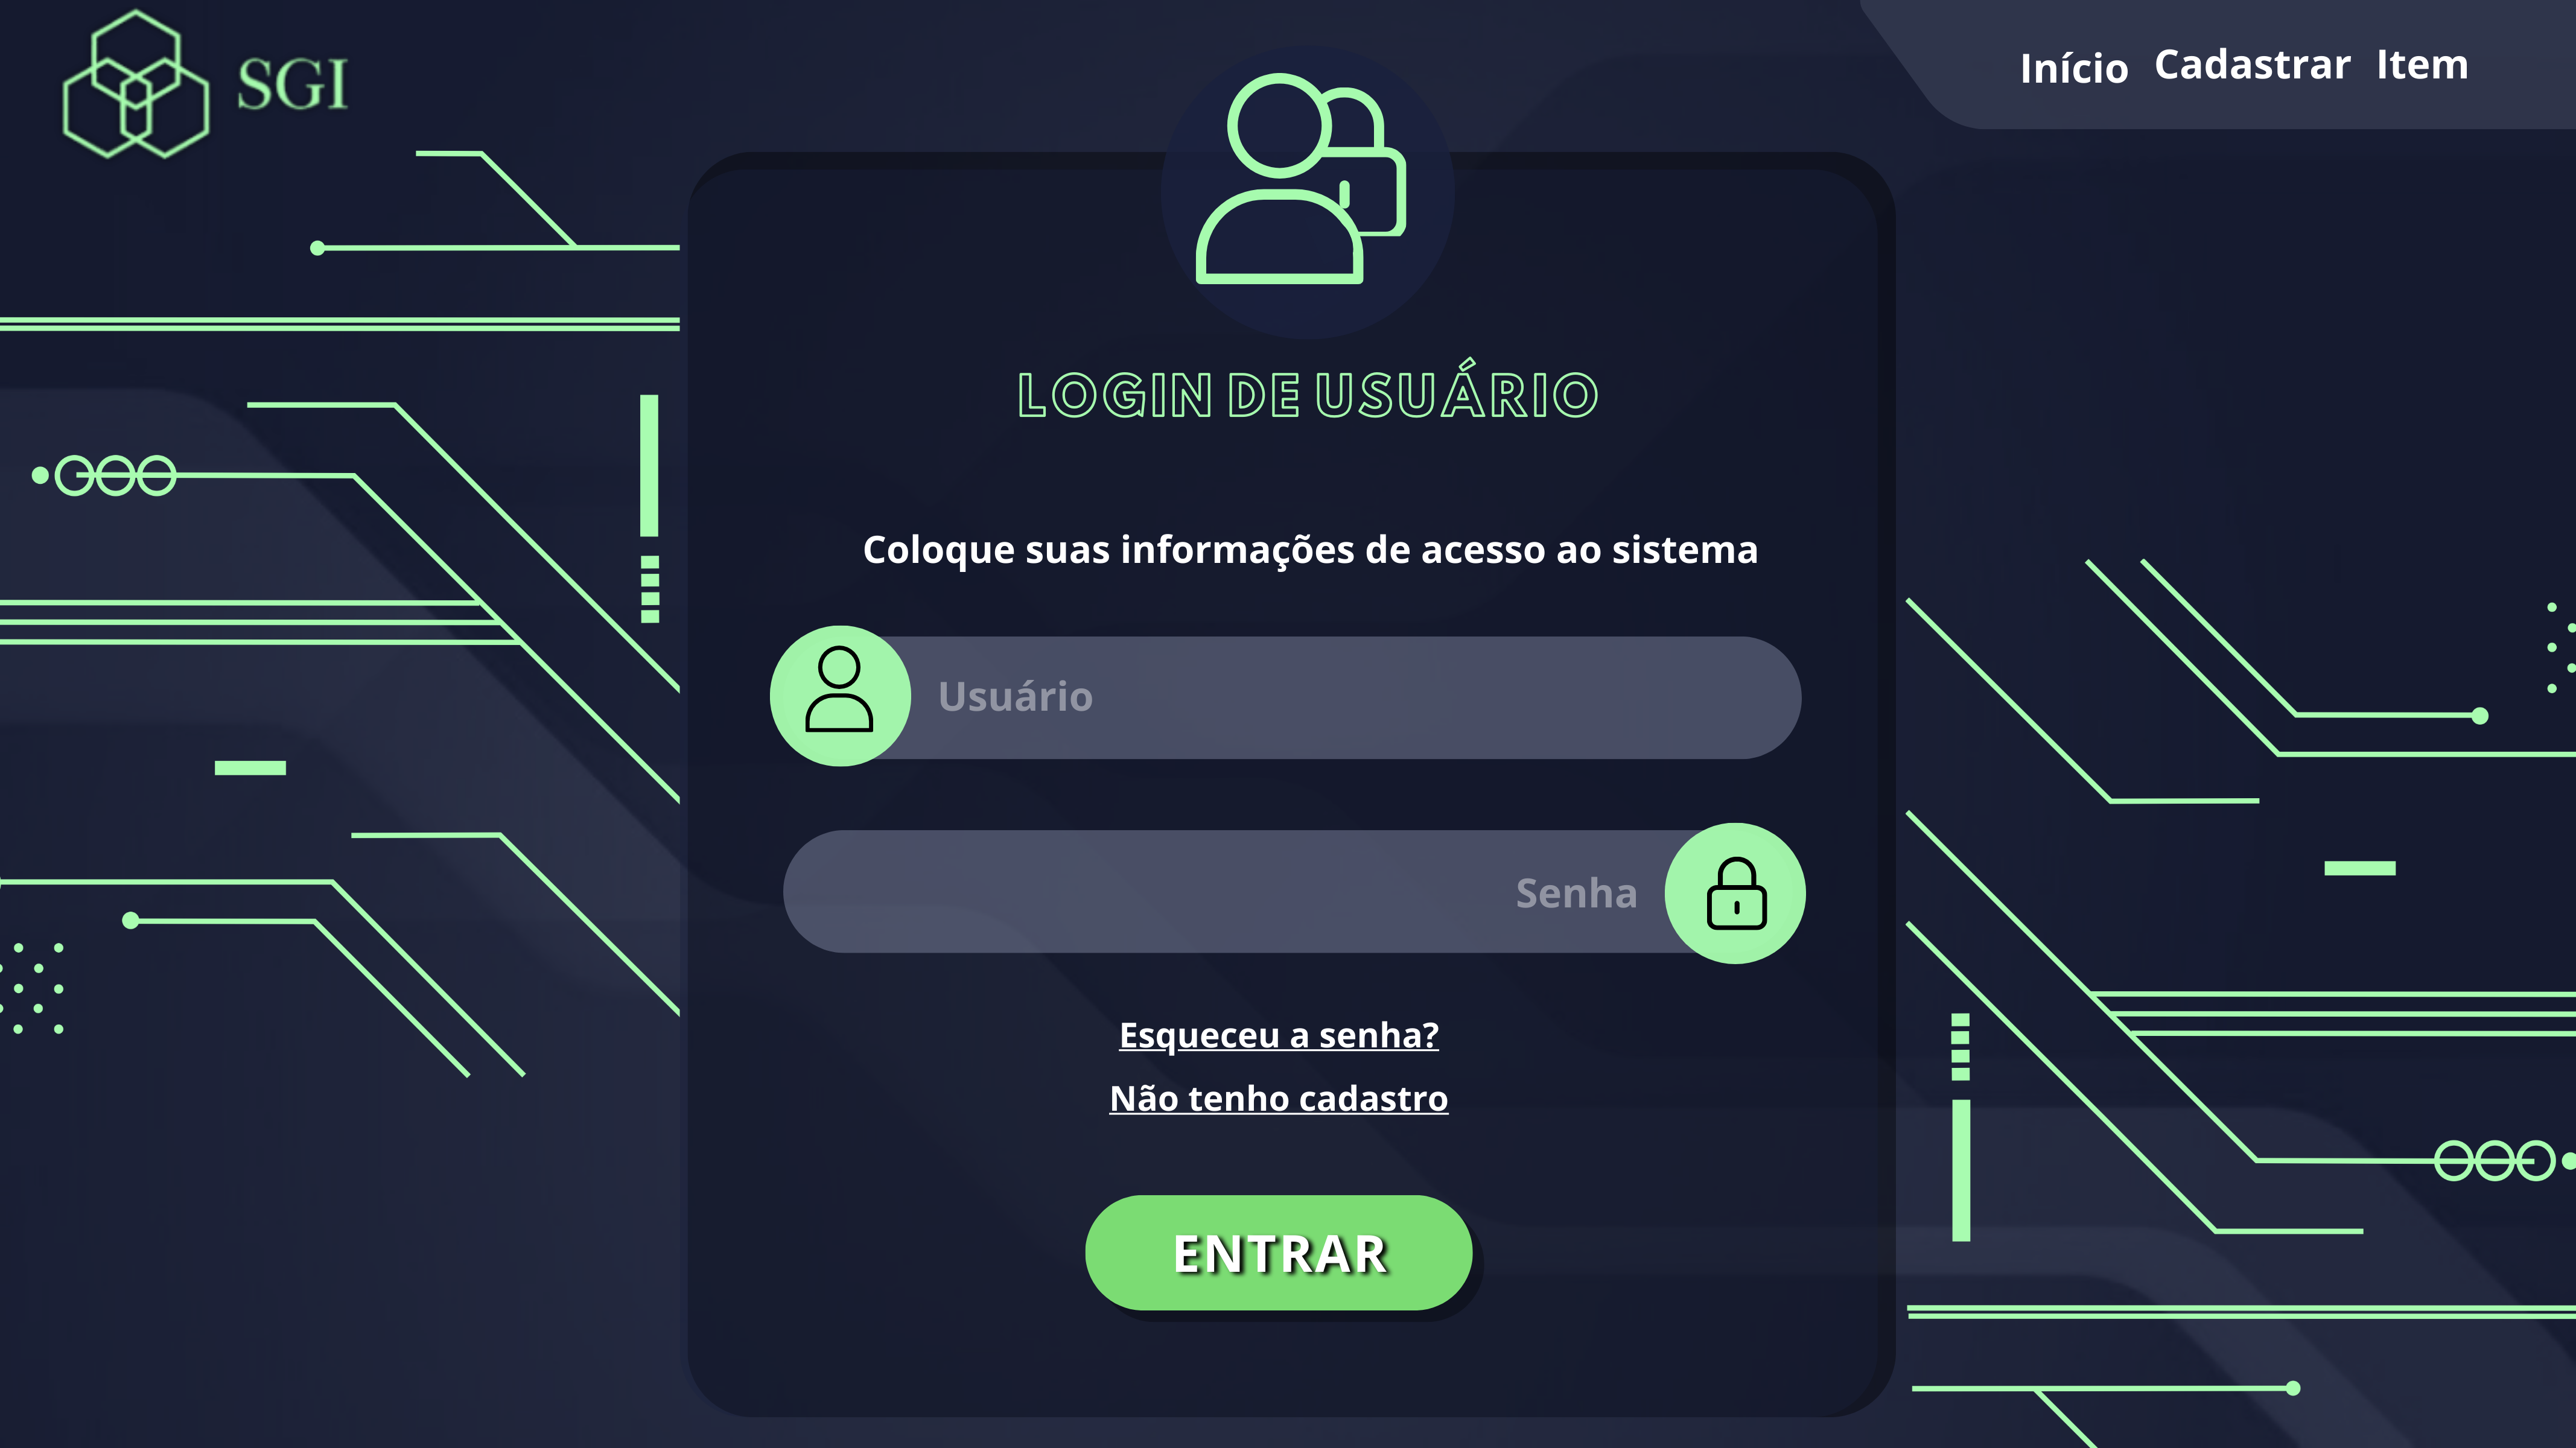 SGI
Início Cadastrar Item
LOGIN DE USUÁRIO
Coloque suas informações de acesso ao sistema
Usuário
Senha
Esqueceu a senha?
Não tenho cadastro
ENTRAR